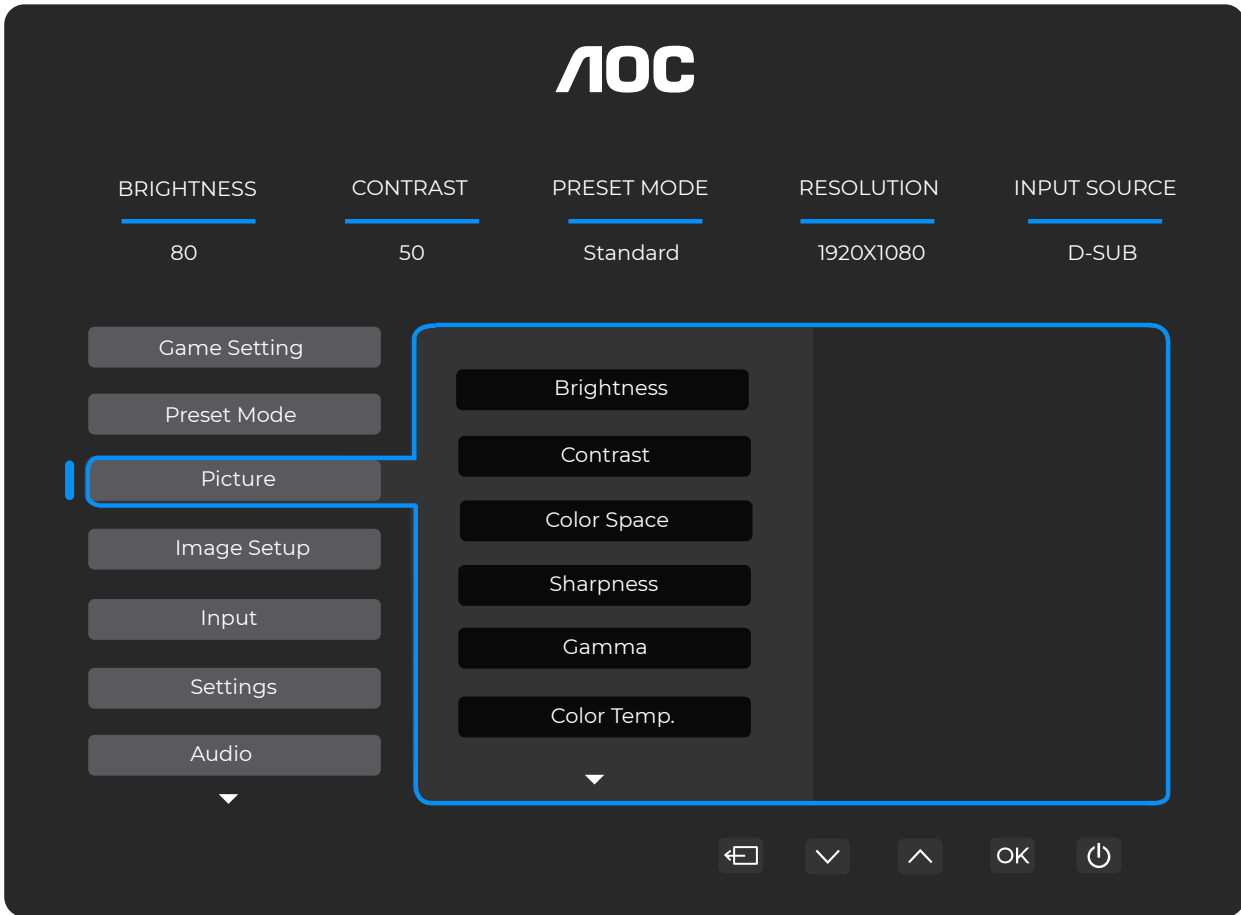 AOC
BRIGHTNESS CONTRAST PRESET MODE RESOLUTION INPUT SOURCE
80 50 Standard 1920X1080 D-SUB
Game Setting
Preset Mode
Picture
Image Setup
Input
Settings
Audio
Brightness
Contrast
Color Space
Sharpness
Gamma
Color Temp.
OK